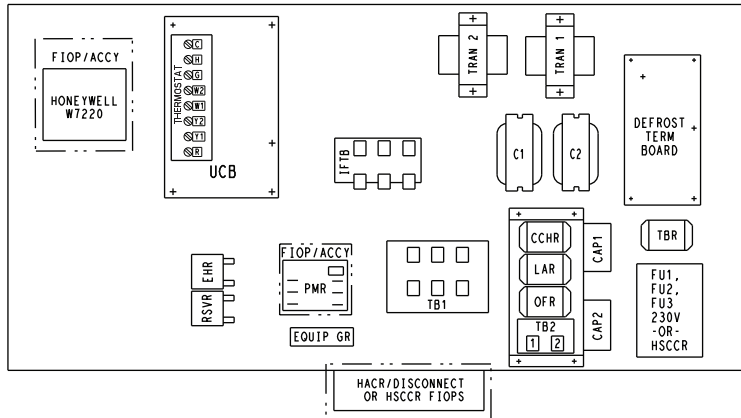 FIOP/ACCY
HONEYWELL
W7220
THERMOSTAT
C
H
G
W2
W1
Y2
Y1
R
UCB
TRAN 2
TRAN 1
IFTB
C1
C2
DEFROST
TERM
BOARD
EHR
RSVR
FIOP/ACCY
PMR
EQUIP GR
TB1
CCHR
LAR
OFR
TB2
1 2
CAP1
CAP2
TBR
FU1,
FU2,
FU3
230V
-OR-
HSCCR
HACR/DISCONNECT
OR HSCCR FIOPS